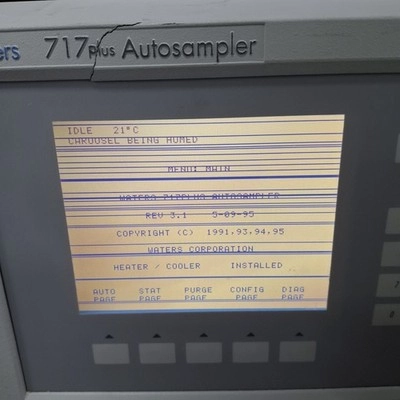 ers 717plus Autosampler
IDLE 21°C
CAROUSEL BEING HOMED
MENU: MAIN
WATERS 717PLUS AUTOSAMPLER
REV 3.1 5-09-95
COPYRIGHT (C) 1991,93,94,95
WATERS CORPORATION
HEATER / COOLER INSTALLED
AUTO PAGE
STAT PAGE
PURGE PAGE
CONFIG PAGE
DIAG PAGE